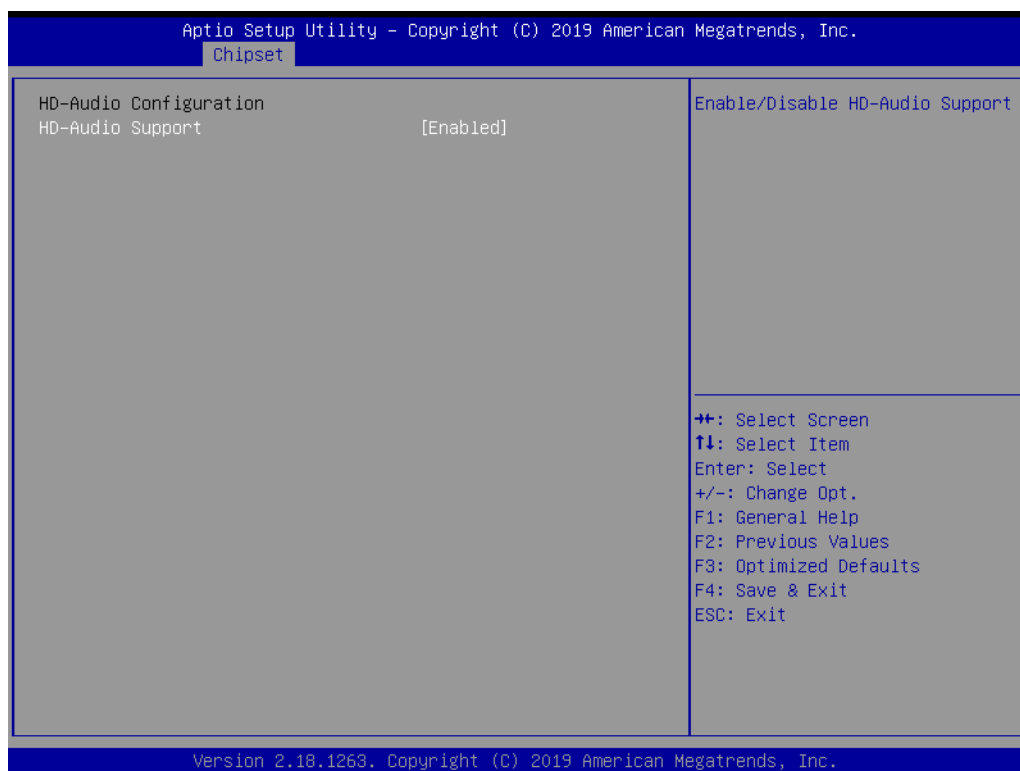 Aptio Setup Utility – Copyright (C) 2019 American Megatrends, Inc.
Chipset
HD-Audio Configuration
HD-Audio Support [Enabled]
Enable/Disable HD-Audio Support
→←: Select Screen
↑↓: Select Item
Enter: Select
+/-: Change Opt.
F1: General Help
F2: Previous Values
F3: Optimized Defaults
F4: Save & Exit
ESC: Exit
Version 2.18.1263. Copyright (C) 2019 American Megatrends, Inc.